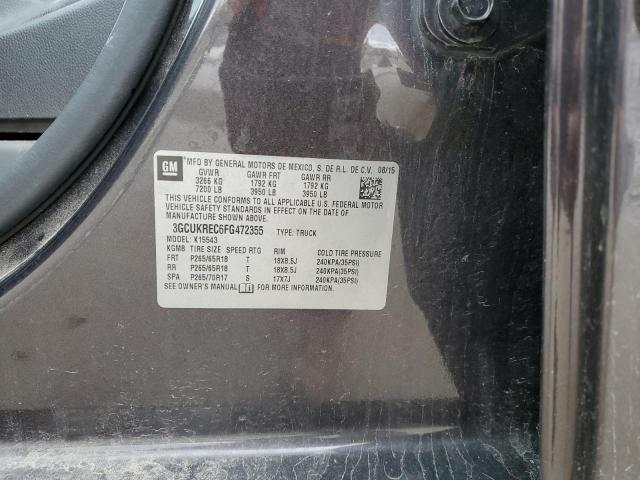 GM MFD BY GENERAL MOTORS DE MEXICO, S. DE R.L. DE C.V. 08/15
GVWR GAWR FRT GAWR RR
3266 KG 1792 KG 1792 KG
7200 LB 3950 LB 3950 LB
THIS VEHICLE CONFORMS TO ALL APPLICABLE U.S. FEDERAL MOTOR
VEHICLE SAFETY STANDARDS IN EFFECT ON THE DATE OF
MANUFACTURE SHOWN ABOVE.
3GCUKREC6FG472355 TYPE: TRUCK
MODEL: K15543
KGMB TIRE SIZE SPEED RTG RIM COLD TIRE PRESSURE
FRT P265/65R18 T 18X8.5J 240KPA(35PSI)
RR P265/65R18 T 18X8.5J 240KPA(35PSI)
SPA P265/70R17 S 17X7J 240KPA(35PSI)
SEE OWNER'S MANUAL FOR MORE INFORMATION.